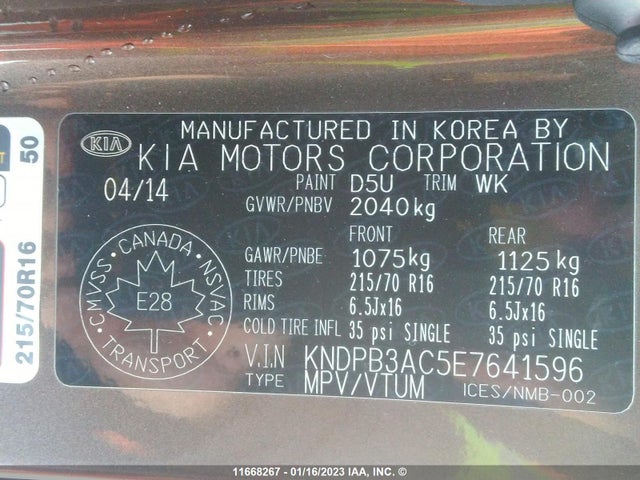 MANUFACTURED IN KOREA BY
KIA KIA MOTORS CORPORATION
04/14 PAINT D5U TRIM WK
GVWR/PNBV 2040kg
FRONT REAR
GAWR/PNBE 1075kg 1125kg
TIRES 215/70 R16 215/70 R16
RIMS 6.5Jx16 6.5Jx16
COLD TIRE INFL 35 psi SINGLE 35 psi SINGLE
V.I.N KNDPB3AC5E7641596
TYPE MPV/VTUM ICES/NMB-002
CANADA
CMVSS NSVAC
E28
TRANSPORT
50
215/70R16
11668267 - 01/16/2023 IAA, INC. ©